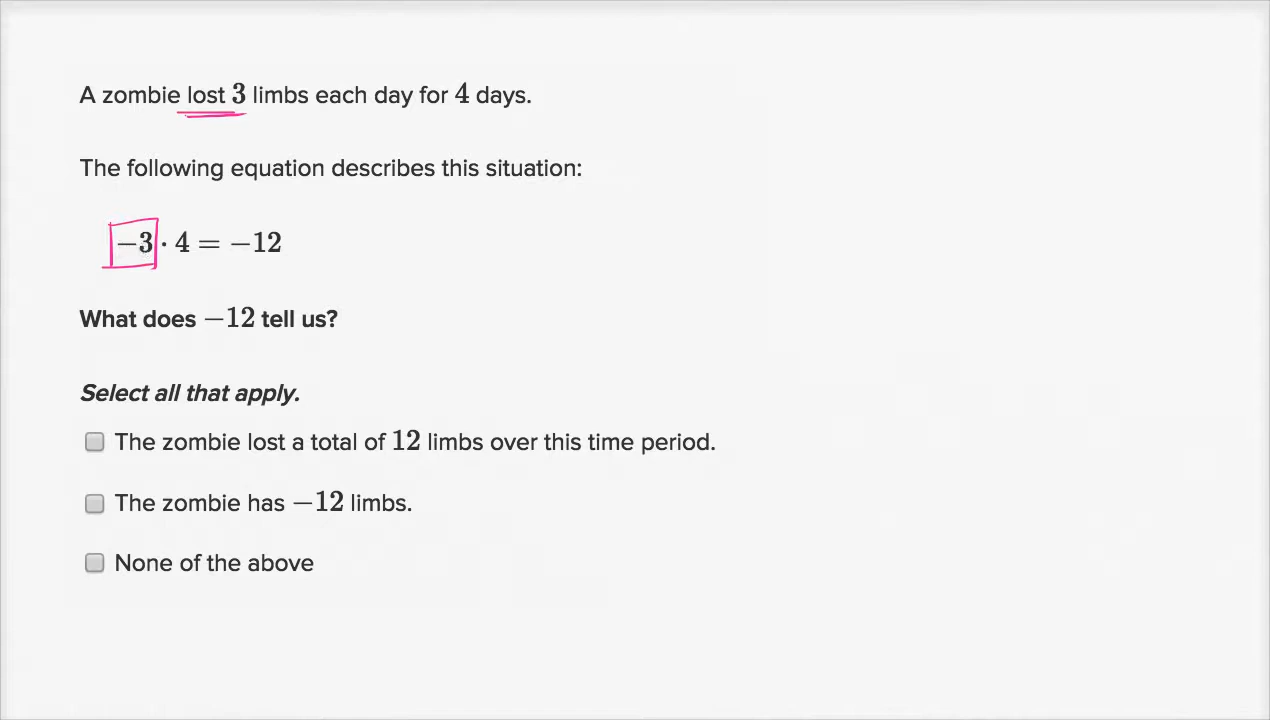 A zombie lost 3 limbs each day for 4 days.
The following equation describes this situation:
−3 · 4 = −12
What does −12 tell us?
Select all that apply.
The zombie lost a total of 12 limbs over this time period.
The zombie has −12 limbs.
None of the above